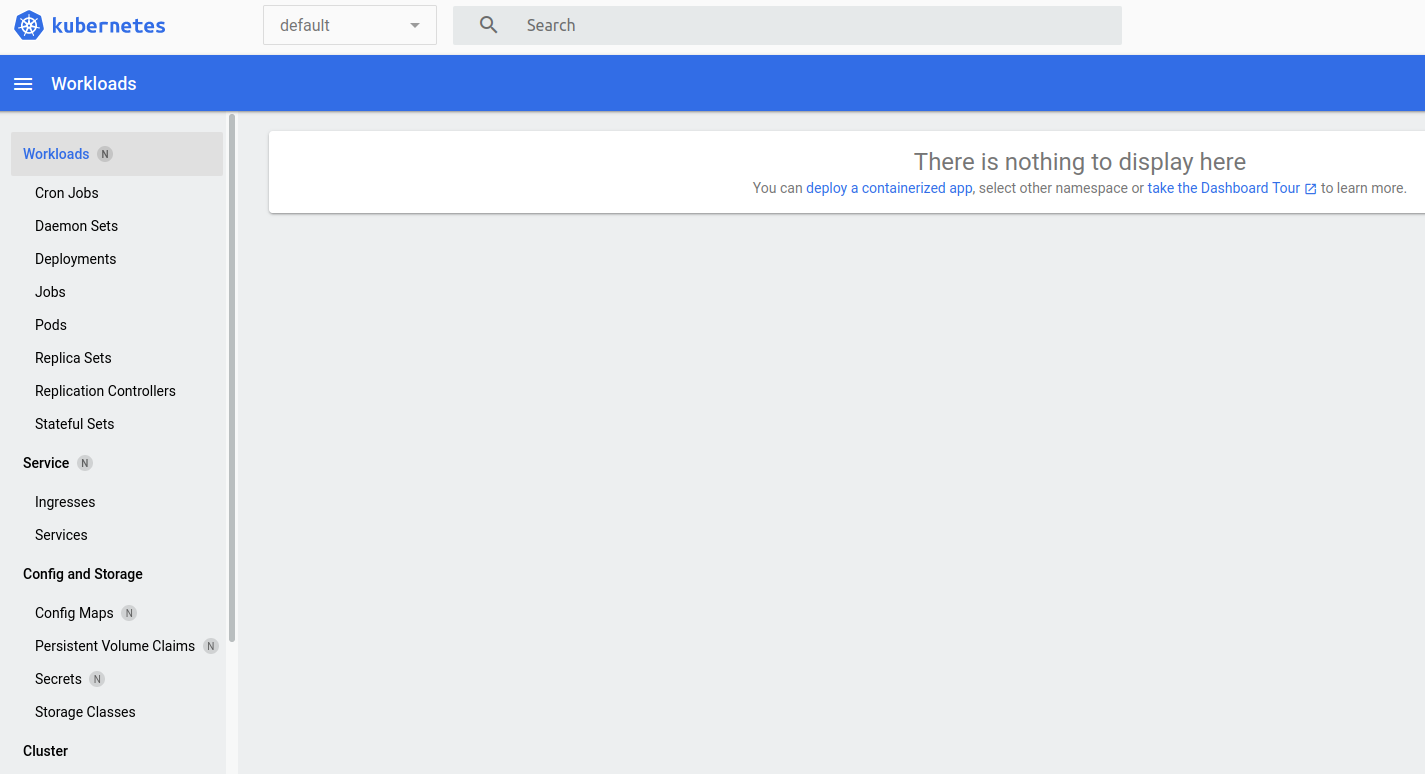 kubernetes
default
Search
Workloads
Workloads N
Cron Jobs
Daemon Sets
Deployments
Jobs
Pods
Replica Sets
Replication Controllers
Stateful Sets
Service N
Ingresses
Services
Config and Storage
Config Maps N
Persistent Volume Claims N
Secrets N
Storage Classes
Cluster
There is nothing to display here
You can deploy a containerized app, select other namespace or take the Dashboard Tour to learn more.